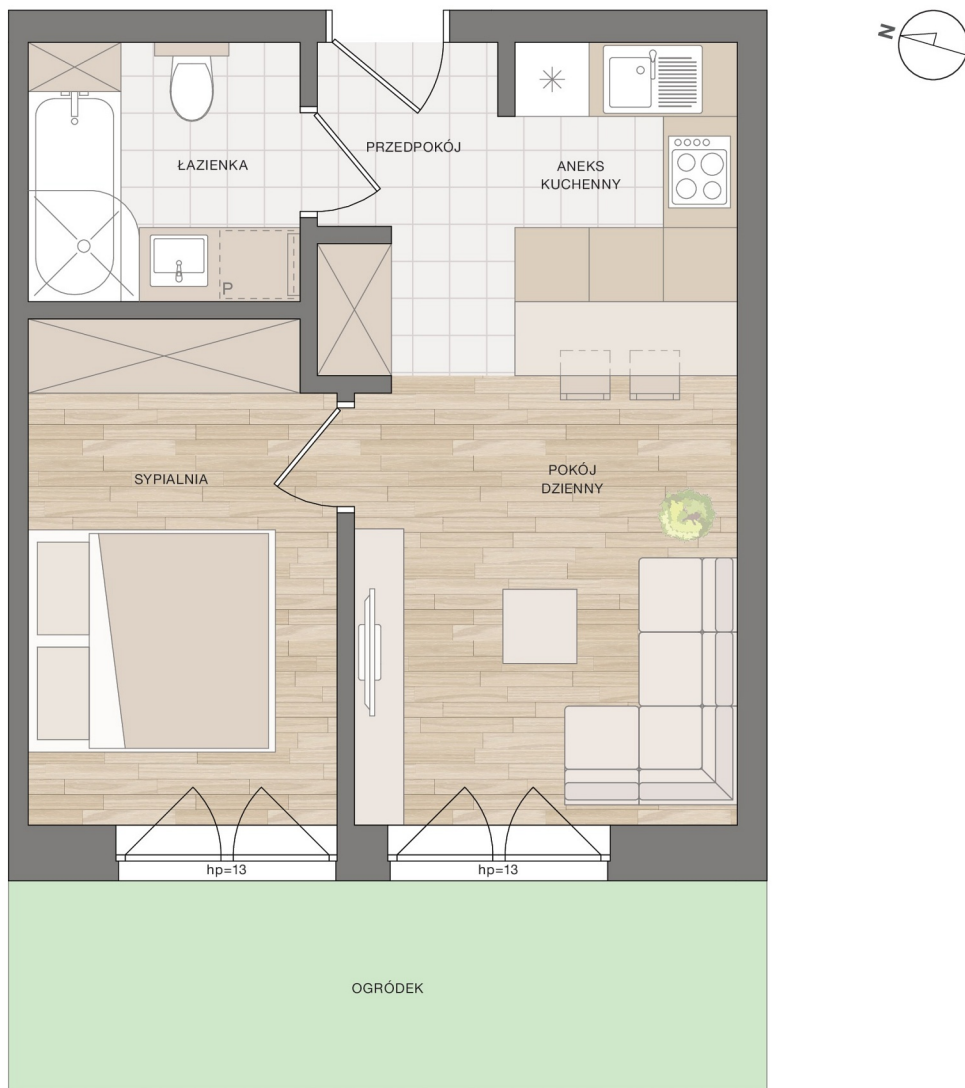 N
ŁAZIENKA
PRZEDPOKÓJ
ANEKS
KUCHENNY
P
SYPIALNIA
POKÓJ
DZIENNY
hp=13
hp=13
OGRÓDEK